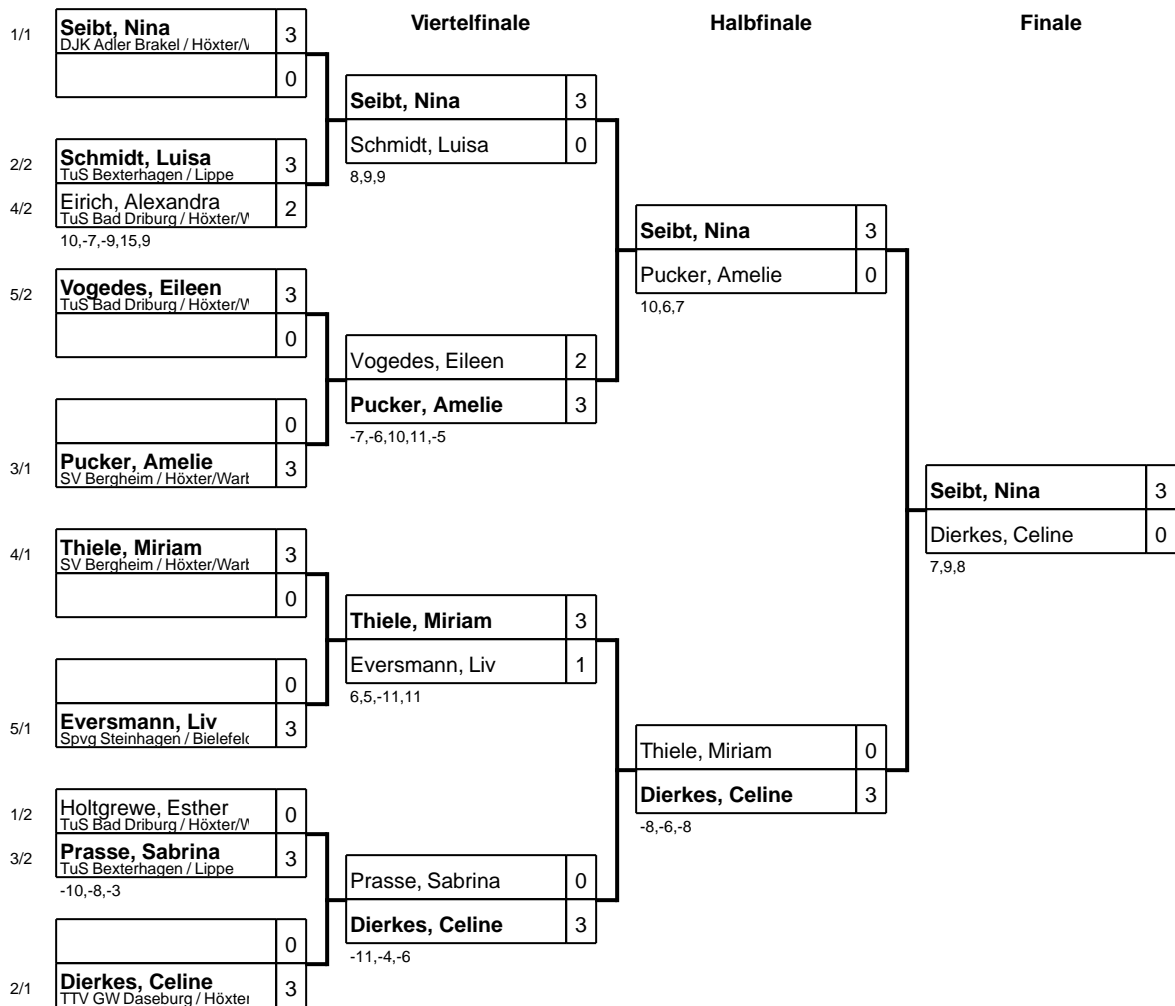 Viertelfinale
Halbfinale
Finale
1/1 Seibt, Nina 3
DJK Adler Brakel / Höxter/V
0
2/2 Schmidt, Luisa 3
TuS Bexterhagen / Lippe
4/2 Eirich, Alexandra 2
TuS Bad Driburg / Höxter/W
10,-7,-9,15,9
5/2 Vogedes, Eileen 3
TuS Bad Driburg / Höxter/W
0
0
3/1 Pucker, Amelie 3
SV Bergheim / Höxter/Wart
4/1 Thiele, Miriam 3
SV Bergheim / Höxter/Wart
0
0
5/1 Eversmann, Liv 3
Spvg Steinhagen / Bielefeld
1/2 Holtgrewe, Esther 0
TuS Bad Driburg / Höxter/W
3/2 Prasse, Sabrina 3
TuS Bexterhagen / Lippe
-10,-8,-3
0
2/1 Dierkes, Celine 3
TTV GW Daseburg / Höxter
Seibt, Nina 3
Schmidt, Luisa 0
8,9,9
Vogedes, Eileen 2
Pucker, Amelie 3
-7,-6,10,11,-5
Thiele, Miriam 3
Eversmann, Liv 1
6,5,-11,11
Prasse, Sabrina 0
Dierkes, Celine 3
-11,-4,-6
Seibt, Nina 3
Pucker, Amelie 0
10,6,7
Thiele, Miriam 0
Dierkes, Celine 3
-8,-6,-8
Seibt, Nina 3
Dierkes, Celine 0
7,9,8